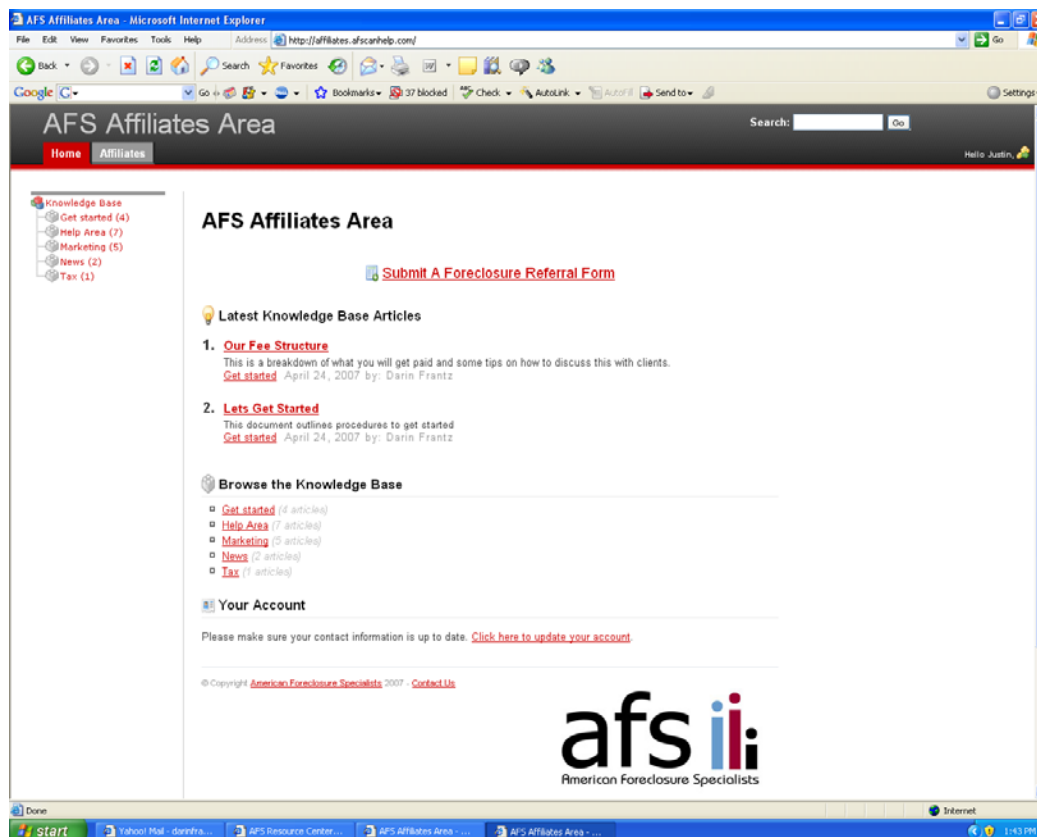 AFS Affiliates Area - Microsoft Internet Explorer
File Edit View Favorites Tools Help Address http://affiliates.afscanhelp.com/ Go
Back Search Favorites
Google G Go Bookmarks 37 blocked Check AutoLink AutoFill Send to Settings
AFS Affiliates Area
Search: Go
Home Affiliates
Hello Justin,
Knowledge Base
Get started (4)
Help Area (7)
Marketing (5)
News (2)
Tax (1)
AFS Affiliates Area
Submit A Foreclosure Referral Form
Latest Knowledge Base Articles
1. Our Fee Structure
This is a breakdown of what you will get paid and some tips on how to discuss this with clients.
Get started April 24, 2007 by: Darin Frantz
2. Lets Get Started
This document outlines procedures to get started
Get started April 24, 2007 by: Darin Frantz
Browse the Knowledge Base
Get started (4 articles)
Help Area (7 articles)
Marketing (5 articles)
News (2 articles)
Tax (1 articles)
Your Account
Please make sure your contact information is up to date. Click here to update your account.
© Copyright American Foreclosure Specialists 2007 - Contact Us
afs
American Foreclosure Specialists
Done Internet
start Yahoo! Mail - darinfra... AFS Resource Center... AFS Affiliates Area - ... AFS Affiliates Area - ... 1:43 PM